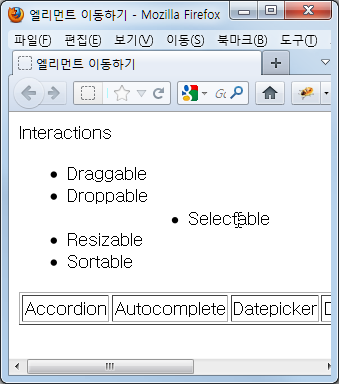 엘리먼트 이동하기 - Mozilla Firefox
파일(F) 편집(E) 보기(V) 이동(S) 북마크(B) 도구(T)
엘리먼트 이동하기
Interactions
Draggable
Droppable
Selectable
Resizable
Sortable
Accordion Autocomplete Datepicker